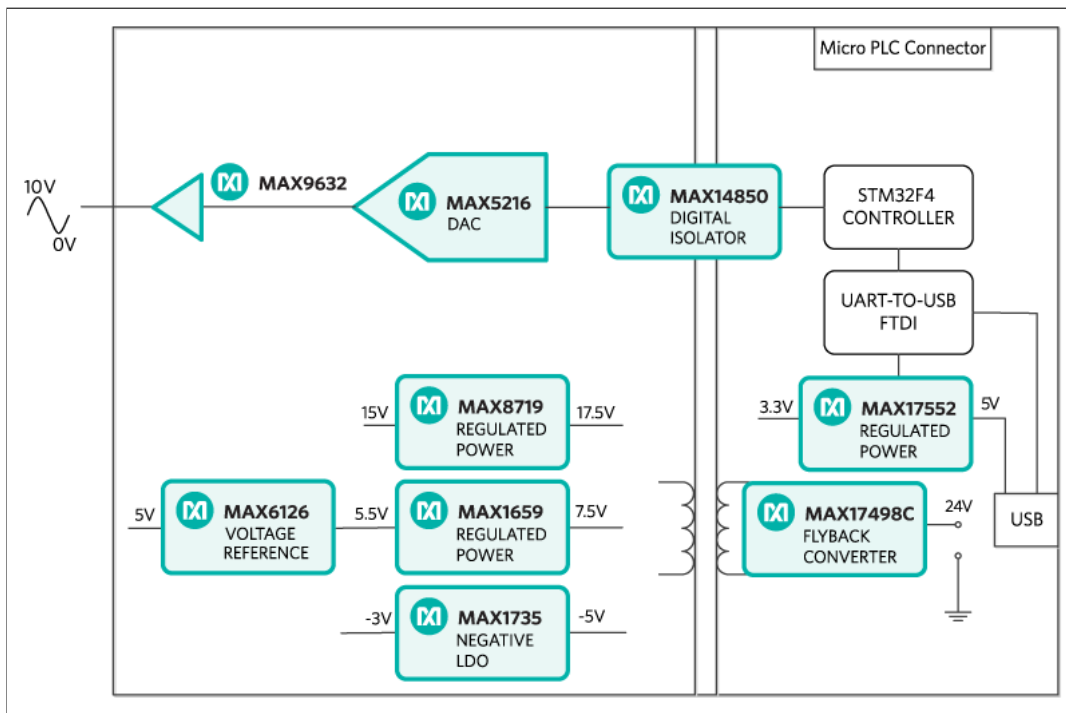 Micro PLC Connector
10V
0V
MAX9632
MAX5216
DAC
MAX14850
DIGITAL
ISOLATOR
STM32F4
CONTROLLER
UART-TO-USB
FTDI
15V
MAX8719
REGULATED
POWER
17.5V
3.3V
MAX17552
REGULATED
POWER
5V
5V
MAX6126
VOLTAGE
REFERENCE
5.5V
MAX1659
REGULATED
POWER
7.5V
MAX17498C
FLYBACK
CONVERTER
24V
USB
-3V
MAX1735
NEGATIVE
LDO
-5V